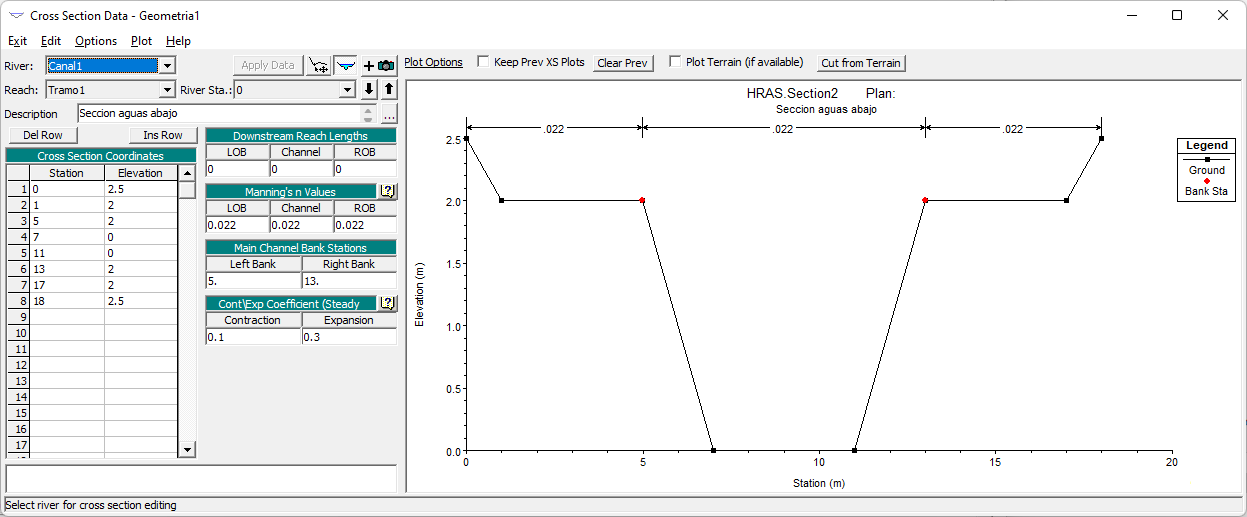 Cross Section Data - Geometria1
Exit Edit Options Plot Help
River: Canal1 Apply Data Plot Options Keep Prev XS Plots Clear Prev Plot Terrain (if available) Cut from Terrain
Reach: Tramo1 River Sta.: 0
Description Seccion aguas abajo ...
Del Row Ins Row
Cross Section Coordinates
Station Elevation
1 0 2.5
2 1 2
3 5 2
4 7 0
5 11 0
6 13 2
7 17 2
8 18 2.5
9
10
11
12
13
14
15
16
17
Downstream Reach Lengths
LOB Channel ROB
0 0 0
Manning's n Values
LOB Channel ROB
0.022 0.022 0.022
Main Channel Bank Stations
Left Bank Right Bank
5. 13.
Cont\Exp Coefficient (Steady
Contraction Expansion
0.1 0.3
HRAS.Section2 Plan:
Seccion aguas abajo
.022 .022 .022
2.5
2.0
1.5
1.0
0.5
0.0
Elevation (m)
0 5 10 15 20
Station (m)
Legend
Ground
Bank Sta
Select river for cross section editing